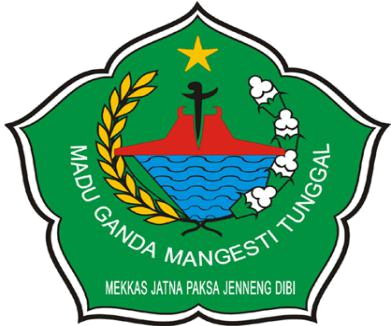 MADU GANDA MANGESTI TUNGGAL
MEKKAS JATNA PAKSA JENNENG DIBI